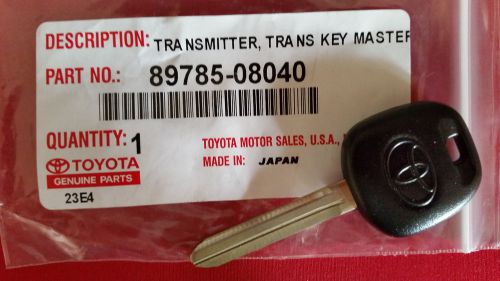 DESCRIPTION: TRANSMITTER, TRANS KEY MASTER
PART NO.: 89785-08040
QUANTITY: 1
TOYOTA MOTOR SALES, U.S.A.,
TOYOTA
MADE IN: JAPAN
GENUINE PARTS
23E4